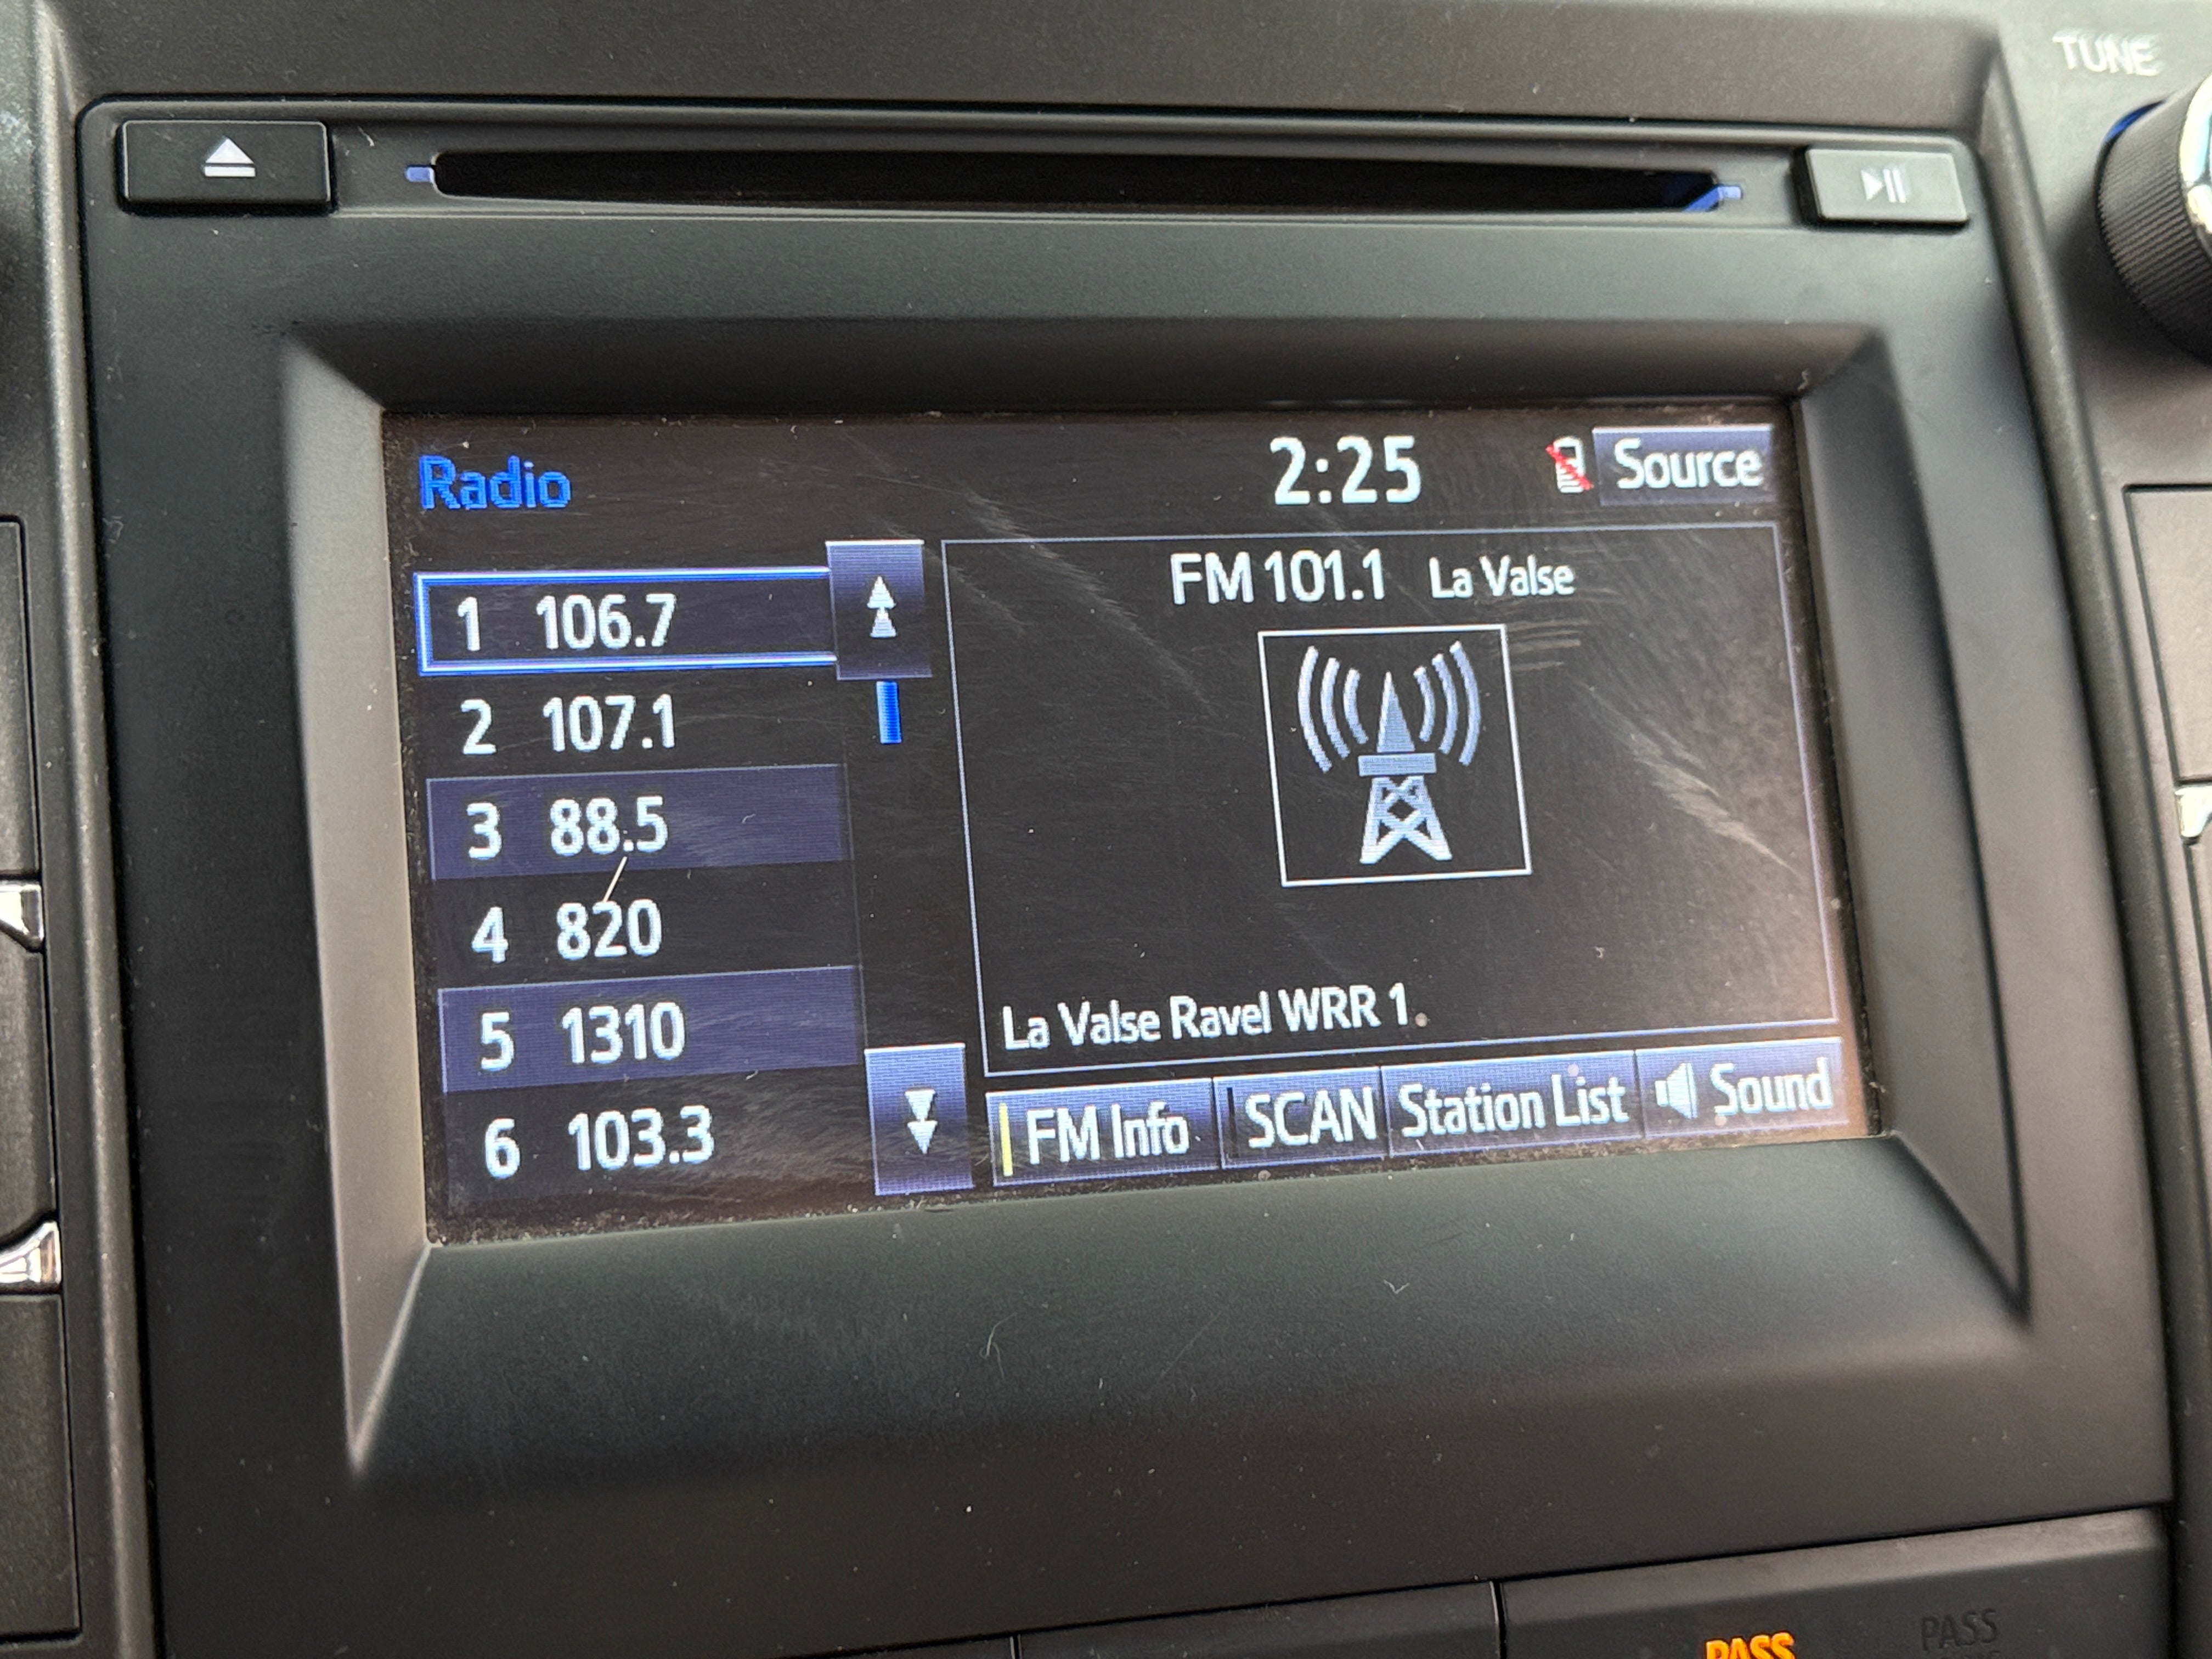 TUNE
Radio
2:25
Source
1 106.7
2 107.1
3 88.5
4 820
5 1310
6 103.3
FM 101.1 La Valse
La Valse Ravel WRR 1
FM Info
SCAN
Station List
Sound
PASS
PASS